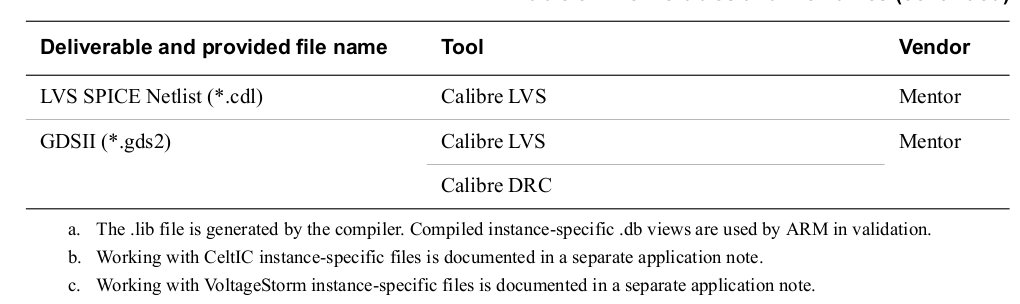 Deliverable and provided file name Tool Vendor
LVS SPICE Netlist (*.cdl) Calibre LVS Mentor
GDSII (*.gds2) Calibre LVS Mentor
Calibre DRC
a. The .lib file is generated by the compiler. Compiled instance-specific .db views are used by ARM in validation.
b. Working with CeltIC instance-specific files is documented in a separate application note.
c. Working with VoltageStorm instance-specific files is documented in a separate application note.